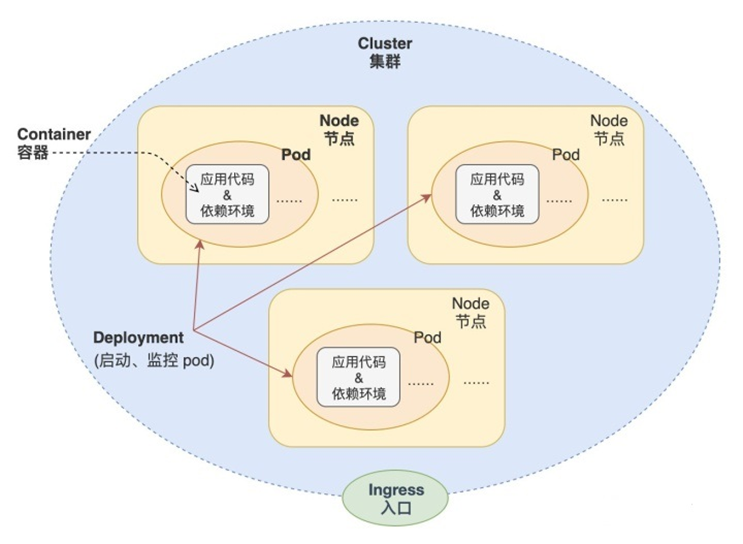 Cluster
集群
Container
容器
Node
节点
Pod
应用代码
&
依赖环境
......
......
Node
节点
Pod
应用代码
&
依赖环境
......
......
Deployment
(启动、监控 pod)
Node
节点
Pod
应用代码
&
依赖环境
......
......
Ingress
入口